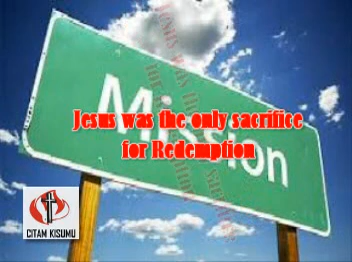 Jesus was the only sacrifice
for Redemption
Mission
CITAM KISUMU